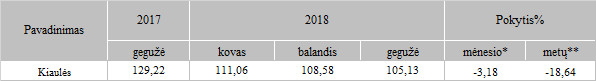 Pavadinimas 2017 2018 Pokytis%
gegužė kovas balandis gegužė mėnesio* metų**
Kiaulės 129,22 111,06 108,58 105,13 -3,18 -18,64